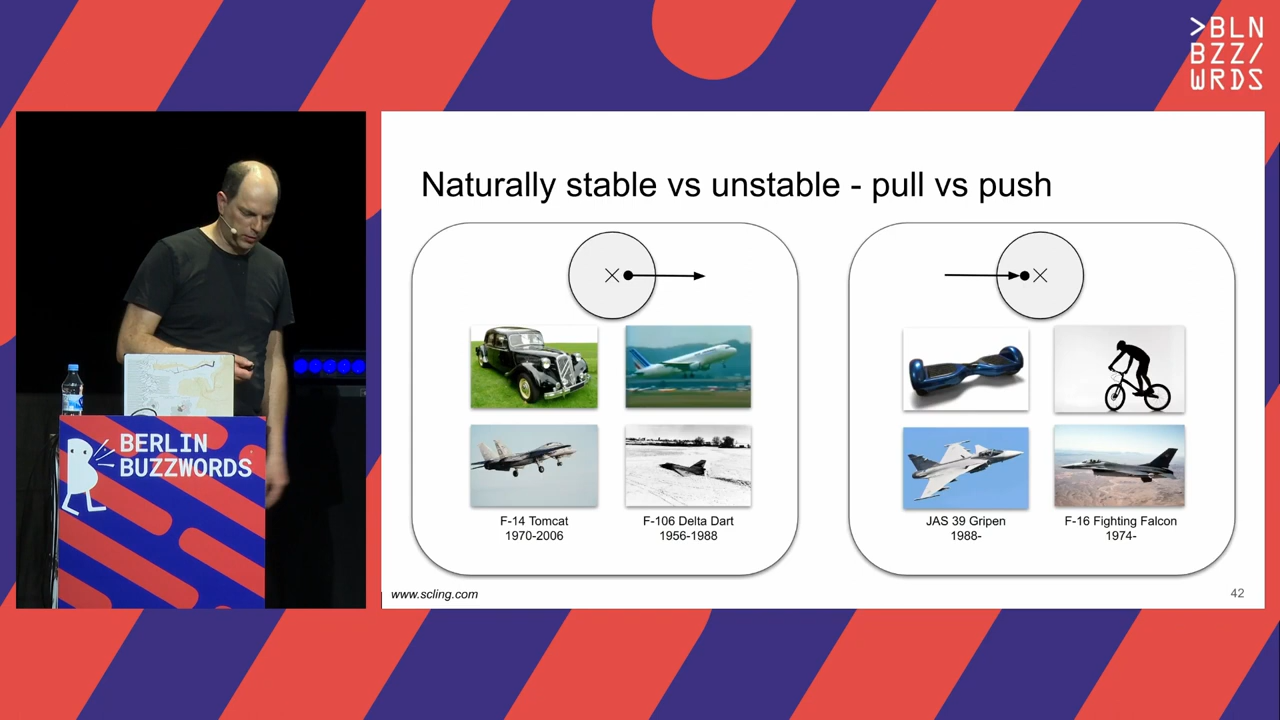 >BLN
BZZ/
WRDS
Naturally stable vs unstable - pull vs push
F-14 Tomcat
1970-2006
F-106 Delta Dart
1956-1988
JAS 39 Gripen
1988-
F-16 Fighting Falcon
1974-
www.scling.com
42
BERLIN
BUZZWORDS